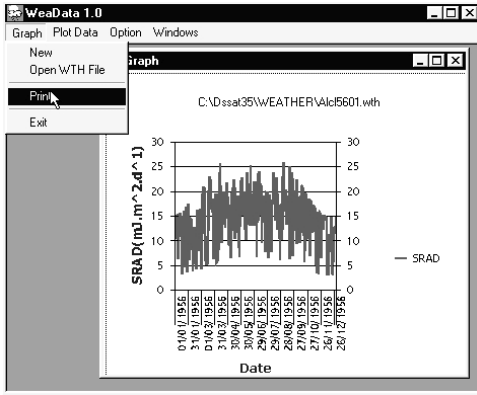 WeaData 1.0
Graph Plot Data Option Windows
New
Open WTH File
Print
Exit
Graph
C:\Dssat35\WEATHER\Alcl5601.wth
SRAD(mJ.m^2.d^1)
30
25
20
15
10
5
0
30
25
20
15
10
5
0
SRAD
01/01/1956
31/01/1956
01/03/1956
31/03/1956
30/04/1956
30/05/1956
29/06/1956
29/07/1956
28/08/1956
27/09/1956
27/10/1956
26/11/1956
26/12/1956
Date